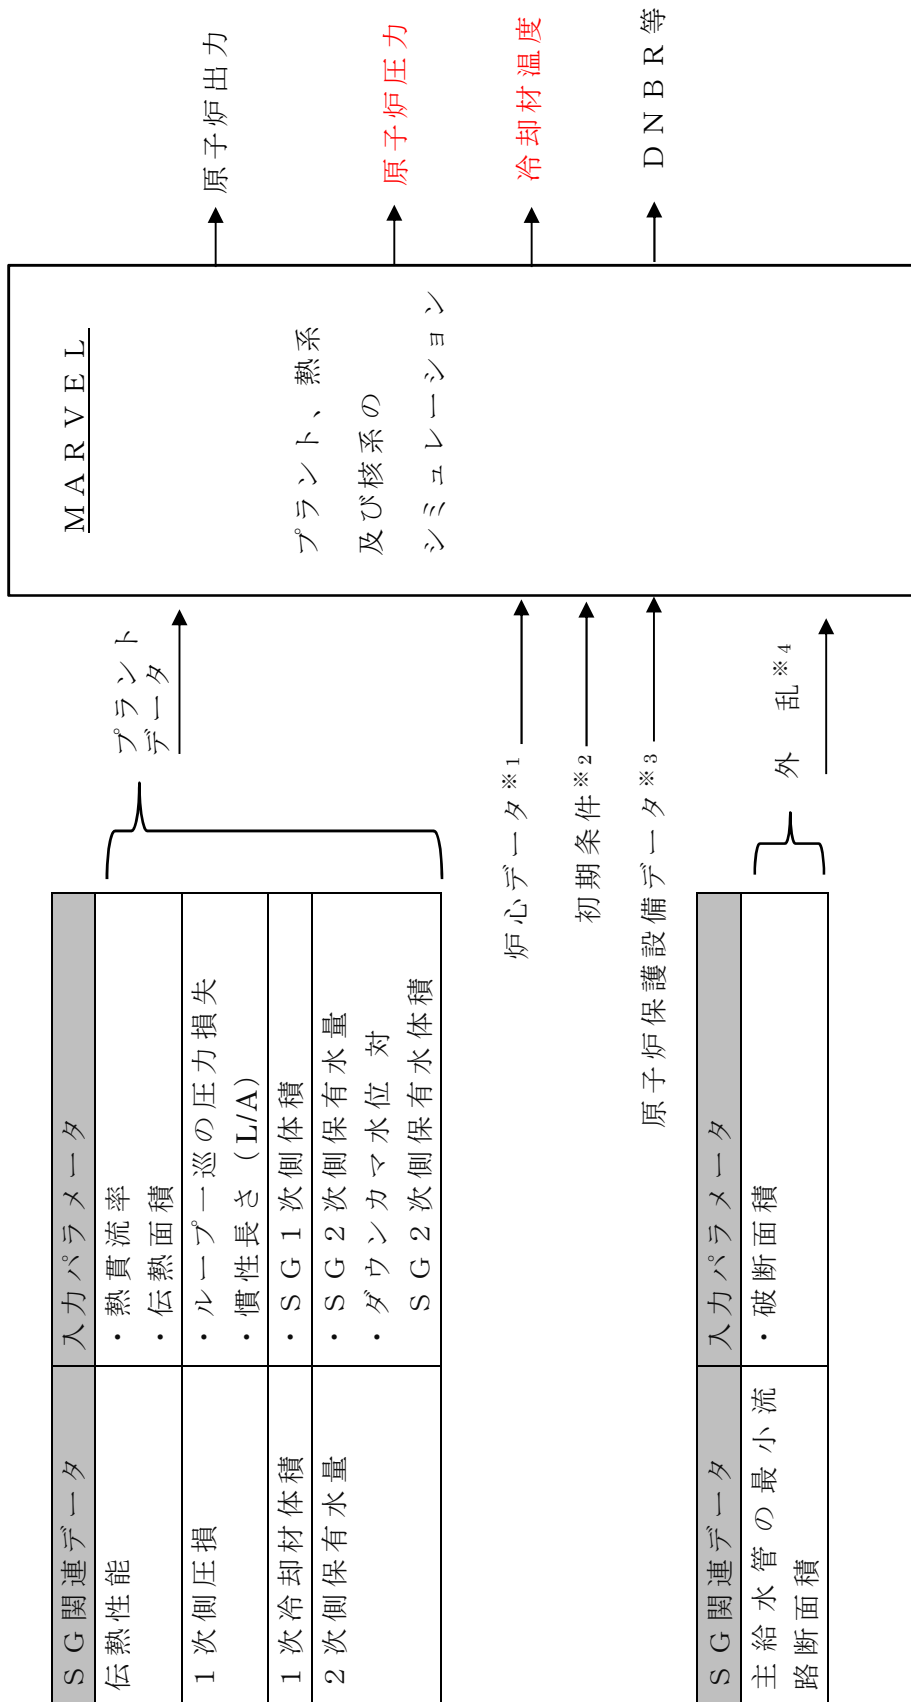 SG関連データ 入力パラメータ
伝熱性能 ・熱貫流率
・伝熱面積
1次側圧損 ・ループ一巡の圧力損失
・慣性長さ（L/A）
1次冷却材体積 ・SG1次側体積
2次側保有水量 ・SG2次側保有水量
・ダウンカマ水位 対
SG2次側保有水体積
プラント
データ
炉心データ※1
初期条件※2
原子炉保護設備データ※3
SG関連データ 入力パラメータ
主給水管の最小流 ・破断面積
路断面積
外 乱※4
MARVEL
プラント、熱系
及び核系の
シミュレーション
原子炉出力
原子炉圧力
冷却材温度
DNBR等